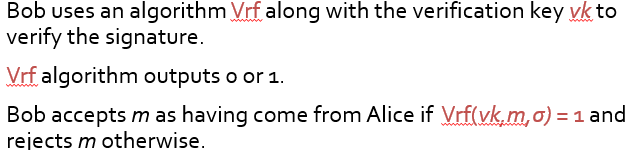 Bob uses an algorithm Vrf along with the verification key vk to
verify the signature.
Vrf algorithm outputs 0 or 1.
Bob accepts m as having come from Alice if Vrf(vk,m,σ) = 1 and
rejects m otherwise.